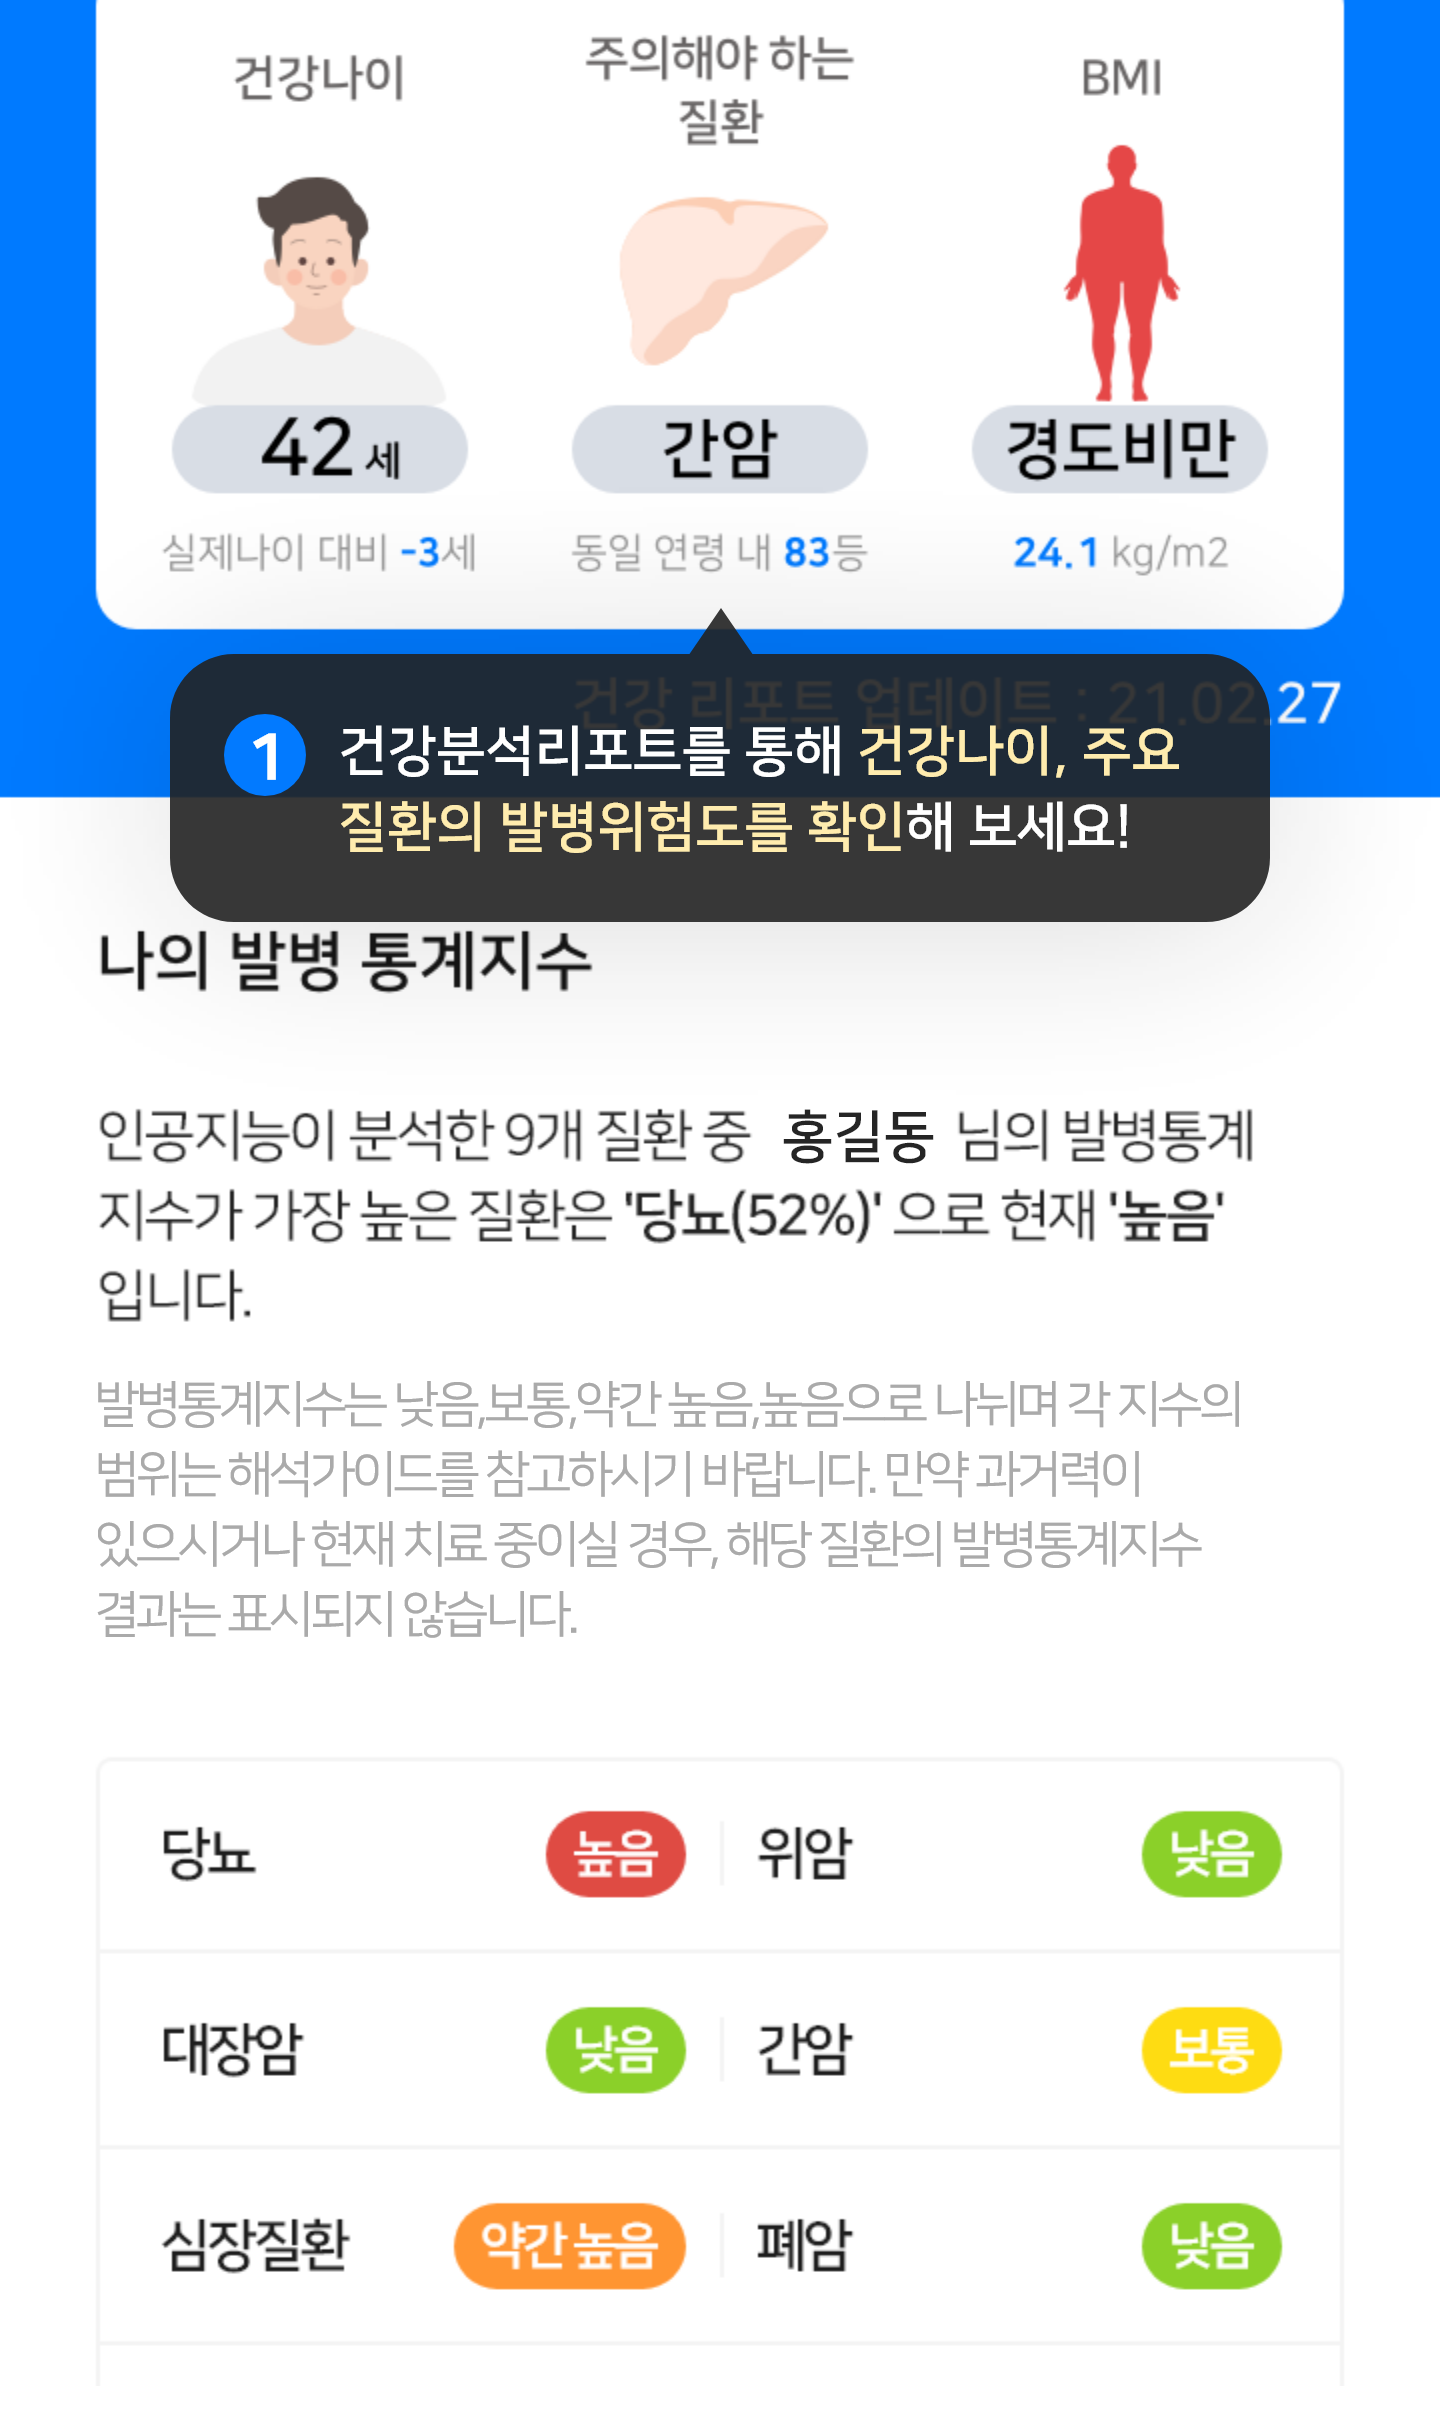 건강나이
주의해야 하는
질환
BMI
42 세
간암
경도비만
실제나이 대비 -3세
동일 연령 내 83등
24.1 kg/m2
건강 리포트 업데이트 : 21.02.27
1
건강분석리포트를 통해 건강나이, 주요
질환의 발병위험도를 확인해 보세요!
나의 발병 통계지수
인공지능이 분석한 9개 질환 중 홍길동 님의 발병통계
지수가 가장 높은 질환은 '당뇨(52%)' 으로 현재 '높음'
입니다.
발병통계지수는 낮음,보통,약간 높음,높음으로 나뉘며 각 지수의
범위는 해석가이드를 참고하시기 바랍니다. 만약 과거력이
있으시거나 현재 치료 중이실 경우, 해당 질환의 발병통계지수
결과는 표시되지 않습니다.
당뇨 높음 위암 낮음
대장암 낮음 간암 보통
심장질환 약간 높음 폐암 낮음